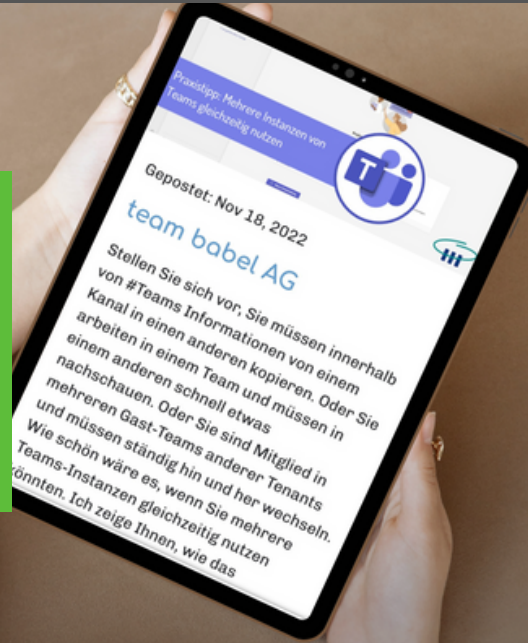 Praxistipp: Mehrere Instanzen von
Teams gleichzeitig nutzen
T
Gepostet: Nov 18, 2022
team babel AG
Stellen Sie sich vor, Sie müssen innerhalb
von #Teams Informationen von einem
Kanal in einen anderen kopieren. Oder Sie
arbeiten in einem Team und müssen in
einem anderen schnell etwas
nachschauen. Oder Sie sind Mitglied in
mehreren Gast-Teams anderer Tenants
und müssen ständig hin und her wechseln.
Wie schön wäre es, wenn Sie mehrere
Teams-Instanzen gleichzeitig nutzen
könnten. Ich zeige Ihnen, wie das